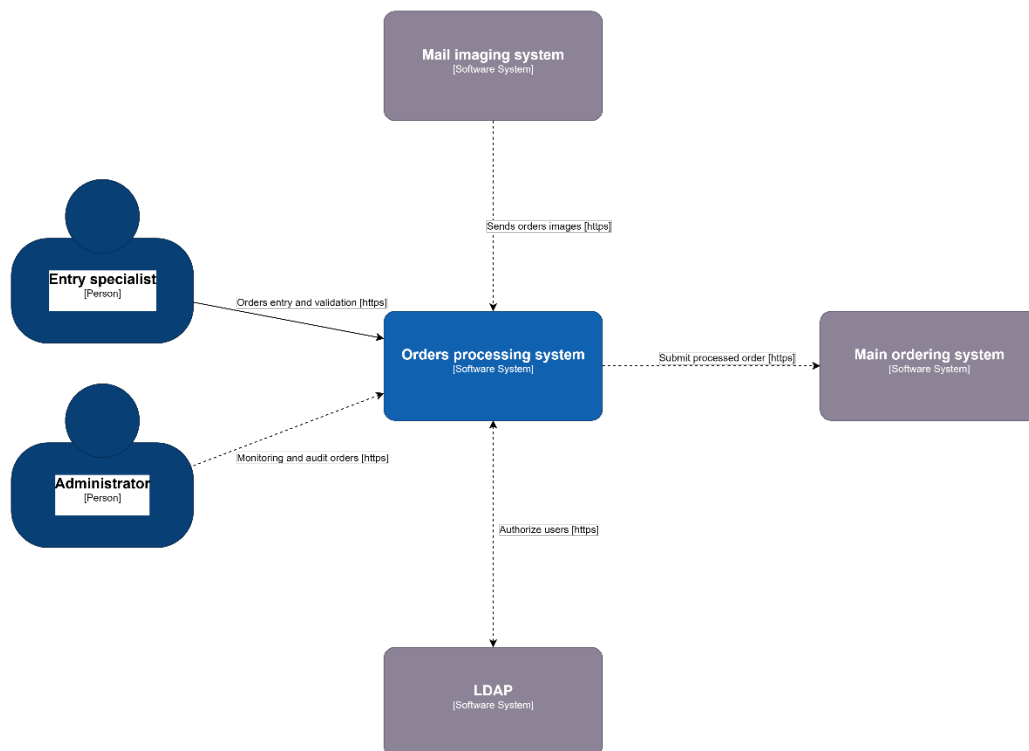 Mail imaging system
[Software System]
Sends orders images [https]
Entry specialist
[Person]
Orders entry and validation [https]
Orders processing system
[Software System]
Submit processed order [https]
Main ordering system
[Software System]
Administrator
[Person]
Monitoring and audit orders [https]
Authorize users [https]
LDAP
[Software System]